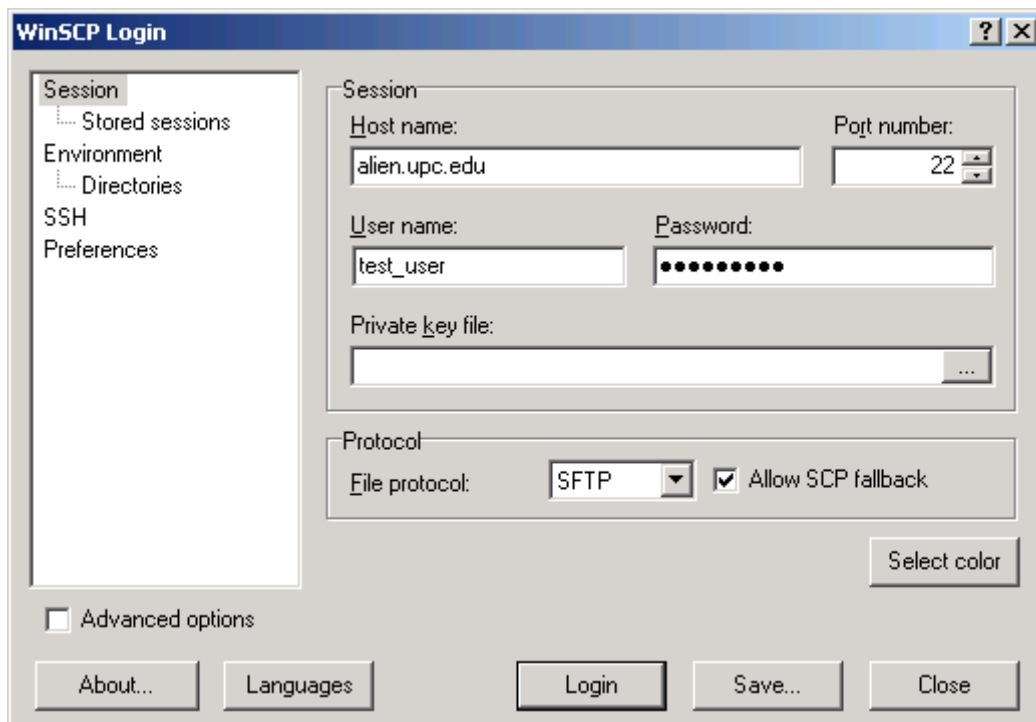 WinSCP Login
Session
Stored sessions
Environment
Directories
SSH
Preferences
Session
Host name:
Port number:
alien.upc.edu
22
User name:
Password:
test_user
●●●●●●●●●
Private key file:
...
Protocol
File protocol:
SFTP
Allow SCP fallback
Select color
Advanced options
About...
Languages
Login
Save...
Close